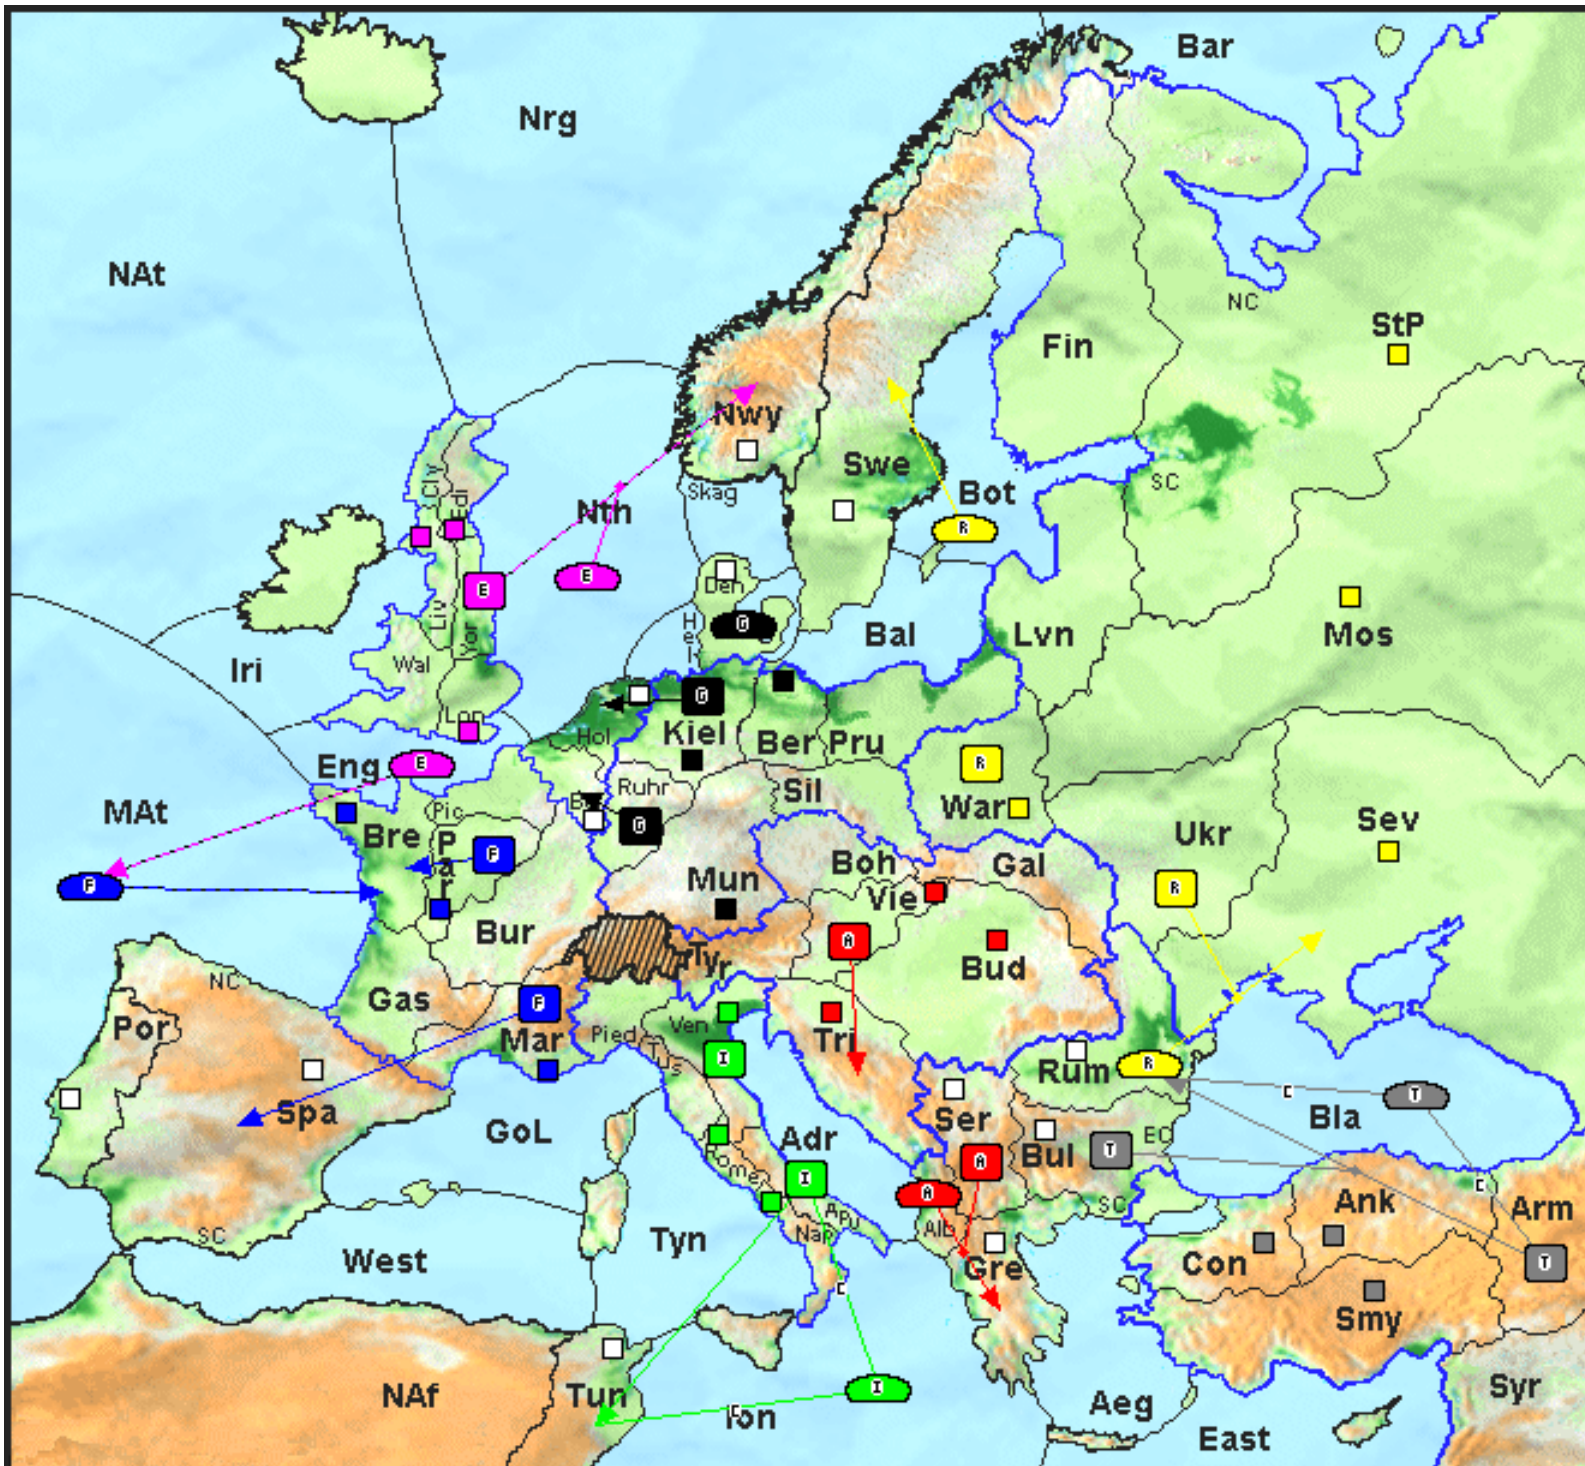 Bar
Nrg
NAt
NC
StP
Fin
Nwy
Swe
Skag
Bot
SC
Nth
Cly
Edi
R
E
E
Den
G
Hel
Liv
Yor
Wal
Iri
Bal
Lvn
Mos
Lon
Hol
G
Kiel
Ber
Pru
E
Eng
R
War
Ruhr
Sil
MAt
Pic
Bre
Par
F
G
Ukr
Sev
F
Boh
Gal
Mun
Vie
R
Bur
A
Bud
Tyr
NC
Gas
F
Por
Mar
Pied
Ven
Tus
I
Tri
Rum
R
C
T
Spa
GoL
Adr
Ser
Bla
Bul
EC
T
Rome
A
I
A
C
Ank
Arm
SC
SC
Apu
Nap
Alb
West
Tyn
Gre
Con
T
C
Smy
NAf
Tun
I
C
Ion
Aeg
Syr
East